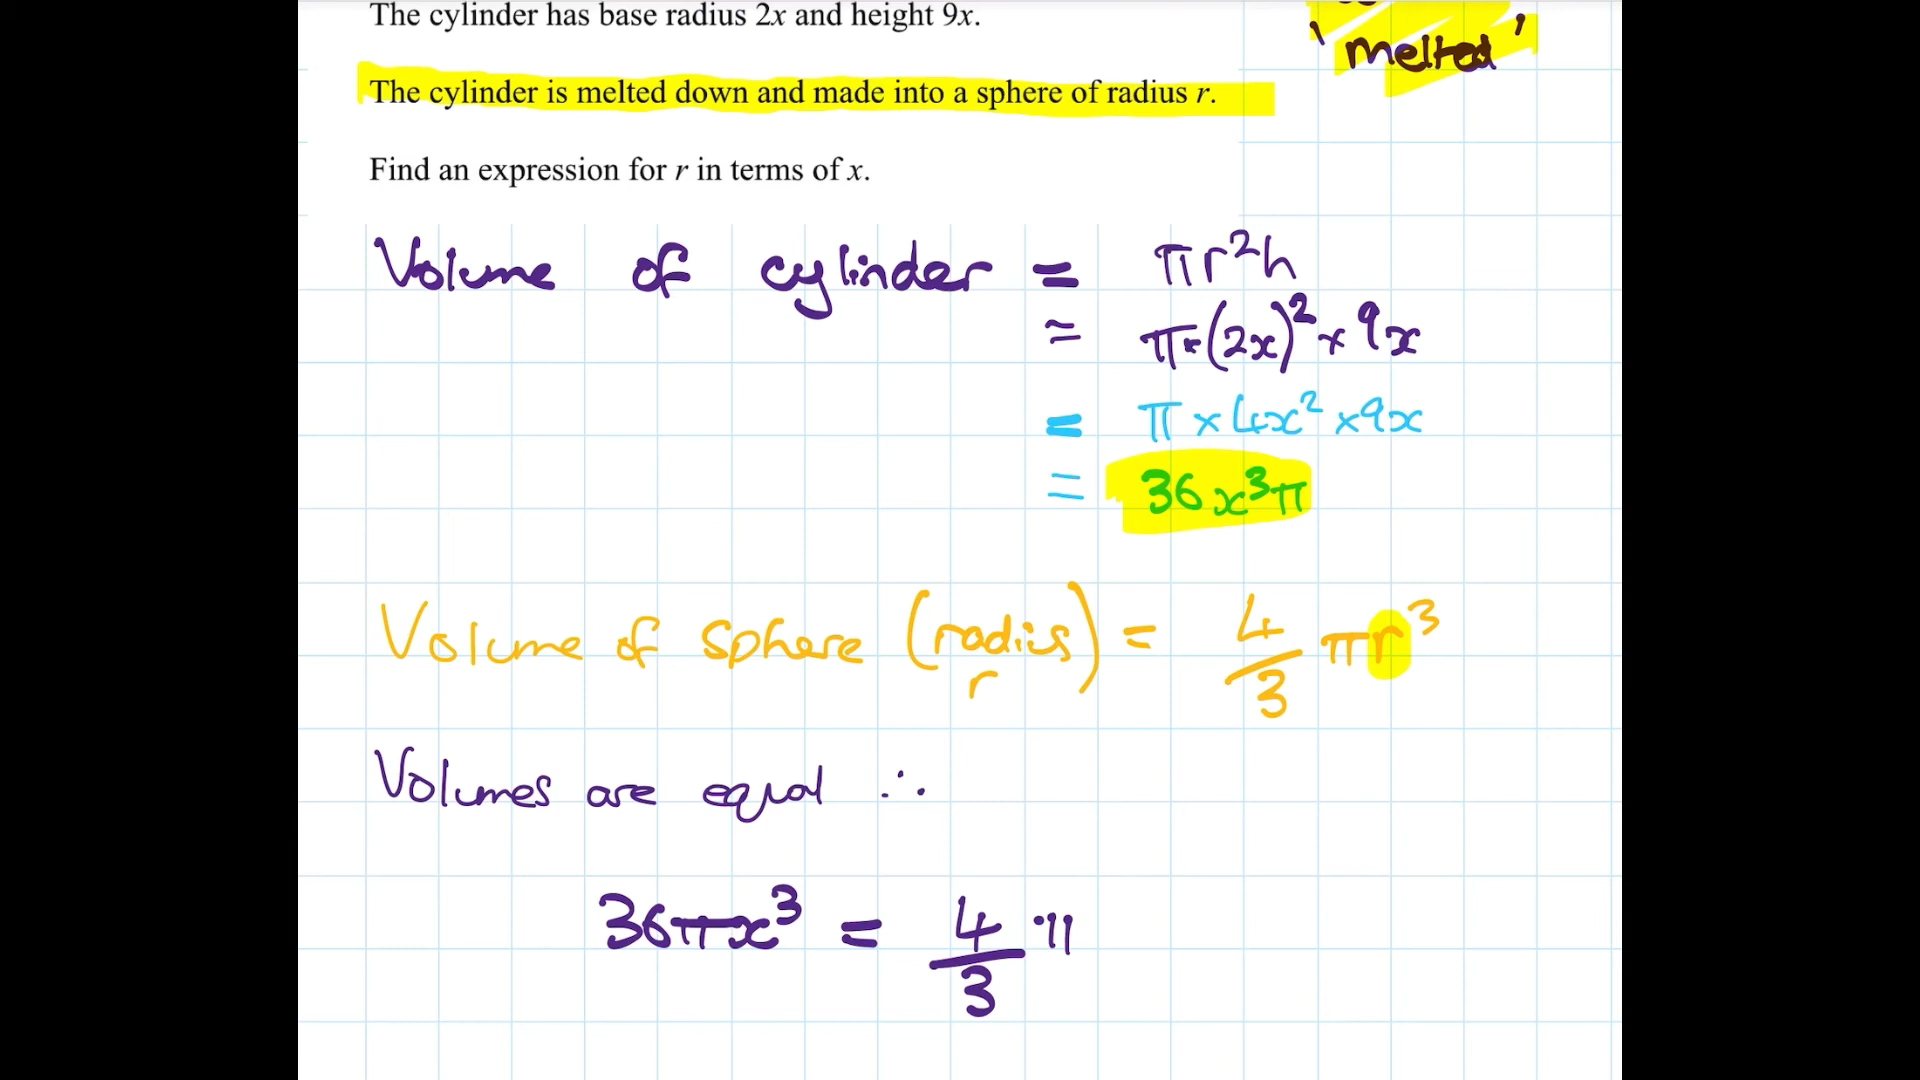 The cylinder has base radius 2x and height 9x.
'melted'
The cylinder is melted down and made into a sphere of radius r.
Find an expression for r in terms of x.
Volume of cylinder = πr²h
= π×(2x)²×9x
= π×4x²×9x
= 36x³π
Volume of sphere (radius r) = 4/3 πr³
Volumes are equal ∴
36πx³ = 4/3 π